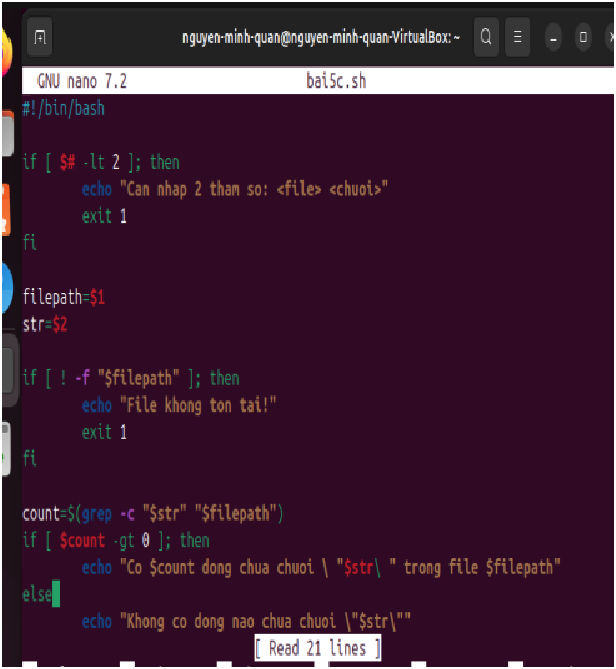 nguyen-minh-quan@nguyen-minh-quan-VirtualBox: ~
GNU nano 7.2 bai5c.sh
#!/bin/bash
if [ $# -lt 2 ]; then
echo "Can nhap 2 tham so: <file> <chuoi>"
exit 1
fi
filepath=$1
str=$2
if [ ! -f "$filepath" ]; then
echo "File khong ton tai!"
exit 1
fi
count=$(grep -c "$str" "$filepath")
if [ $count -gt 0 ]; then
echo "Co $count dong chua chuoi \ "$str\ " trong file $filepath"
else
echo "Khong co dong nao chua chuoi \"$str\""
[ Read 21 lines ]